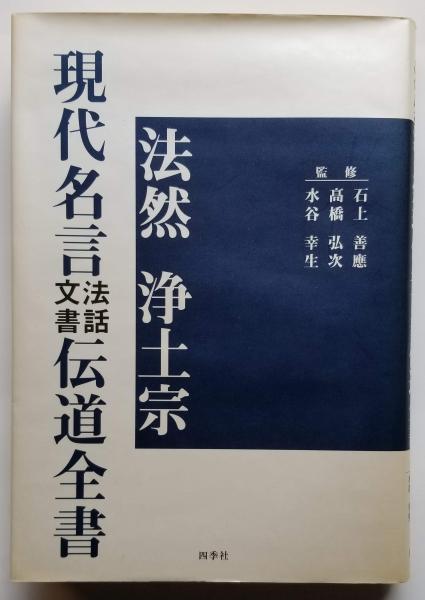 監修
石上 善應
髙橋 弘次
水谷 幸生
法然 浄土宗
現代名言法話文書伝道全書
四季社